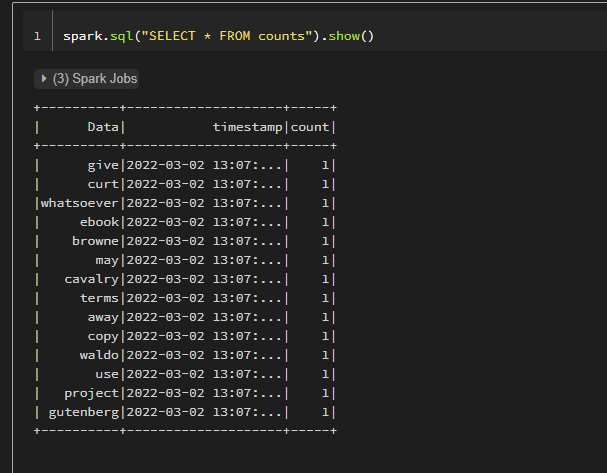 1 spark.sql("SELECT * FROM counts").show()
(3) Spark Jobs
+----------+--------------------+-----+
|      Data|           timestamp|count|
+----------+--------------------+-----+
|      give|2022-03-02 13:07:...|    1|
|      curt|2022-03-02 13:07:...|    1|
|whatsoever|2022-03-02 13:07:...|    1|
|     ebook|2022-03-02 13:07:...|    1|
|    browne|2022-03-02 13:07:...|    1|
|       may|2022-03-02 13:07:...|    1|
|   cavalry|2022-03-02 13:07:...|    1|
|     terms|2022-03-02 13:07:...|    1|
|      away|2022-03-02 13:07:...|    1|
|      copy|2022-03-02 13:07:...|    1|
|     waldo|2022-03-02 13:07:...|    1|
|       use|2022-03-02 13:07:...|    1|
|   project|2022-03-02 13:07:...|    1|
| gutenberg|2022-03-02 13:07:...|    1|
+----------+--------------------+-----+